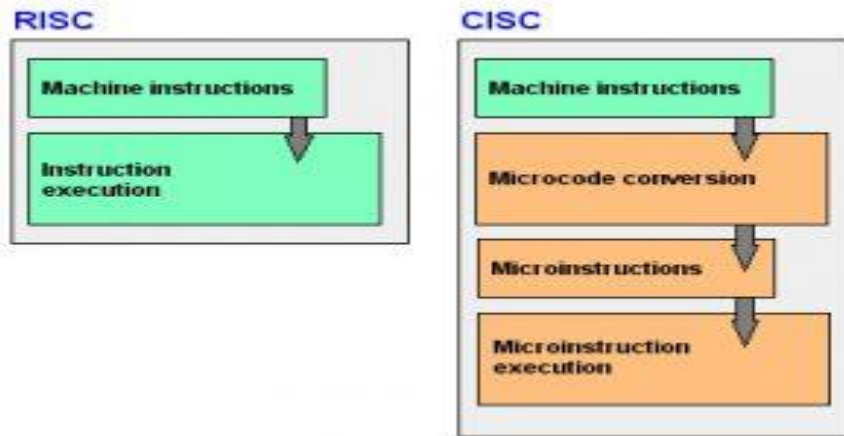 RISC
Machine instructions
Instruction
execution
CISC
Machine instructions
Microcode conversion
Microinstructions
Microinstruction
execution